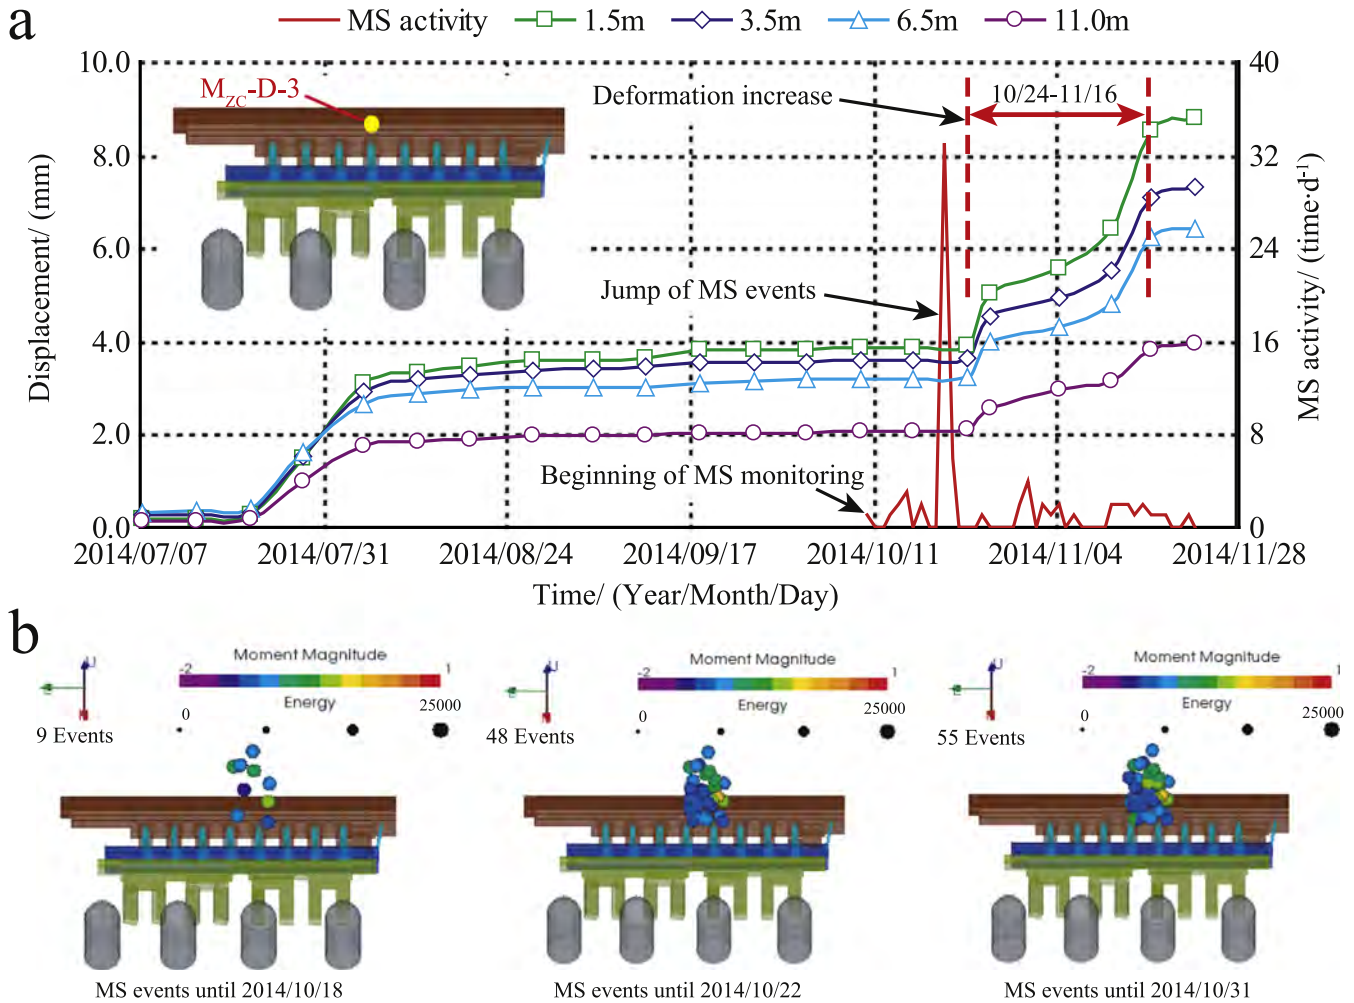 a
MS activity 1.5m 3.5m 6.5m 11.0m
10.0
8.0
6.0
4.0
2.0
0.0
Displacement/ (mm)
40
32
24
16
8
0
MS activity/ (time·d-1)
MZC-D-3
Deformation increase
10/24-11/16
Jump of MS events
Beginning of MS monitoring
2014/07/07 2014/07/31 2014/08/24 2014/09/17 2014/10/11 2014/11/04 2014/11/28
Time/ (Year/Month/Day)
b
U
E
N
9 Events
Moment Magnitude
-2 1
Energy
0 25000
MS events until 2014/10/18
U
E
N
48 Events
Moment Magnitude
-2 1
Energy
0 25000
MS events until 2014/10/22
U
E
N
55 Events
Moment Magnitude
-2 1
Energy
0 25000
MS events until 2014/10/31